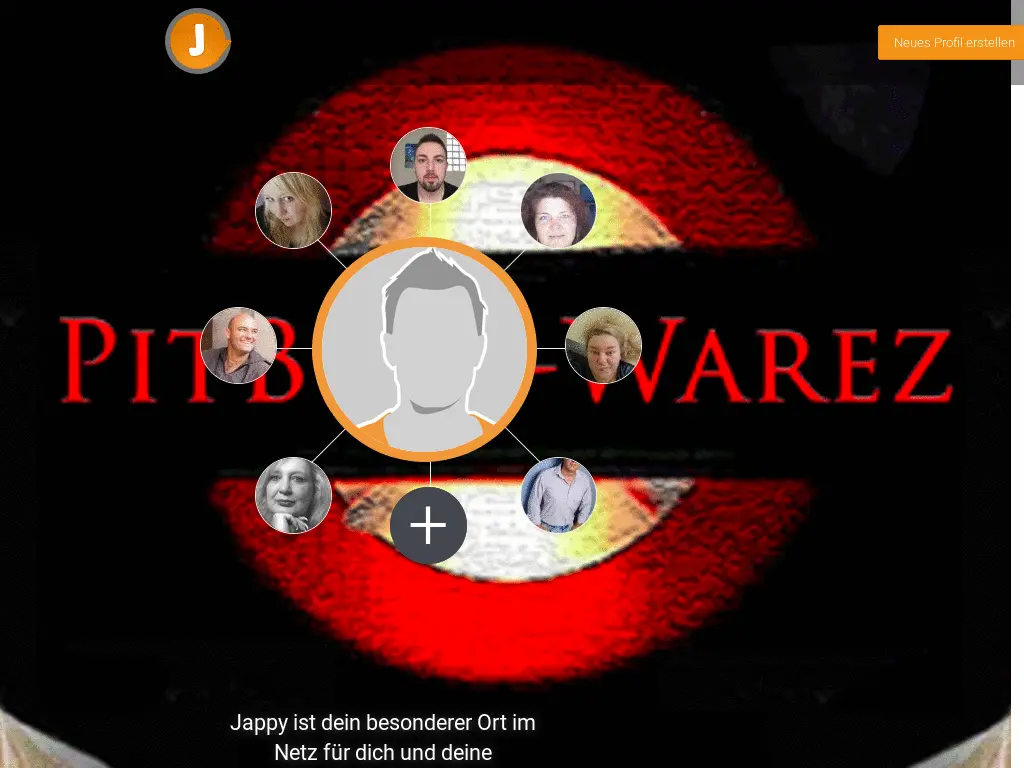 J
Neues Profil erstellen
PITB - WAREZ
Jappy ist dein besonderer Ort im
Netz für dich und deine